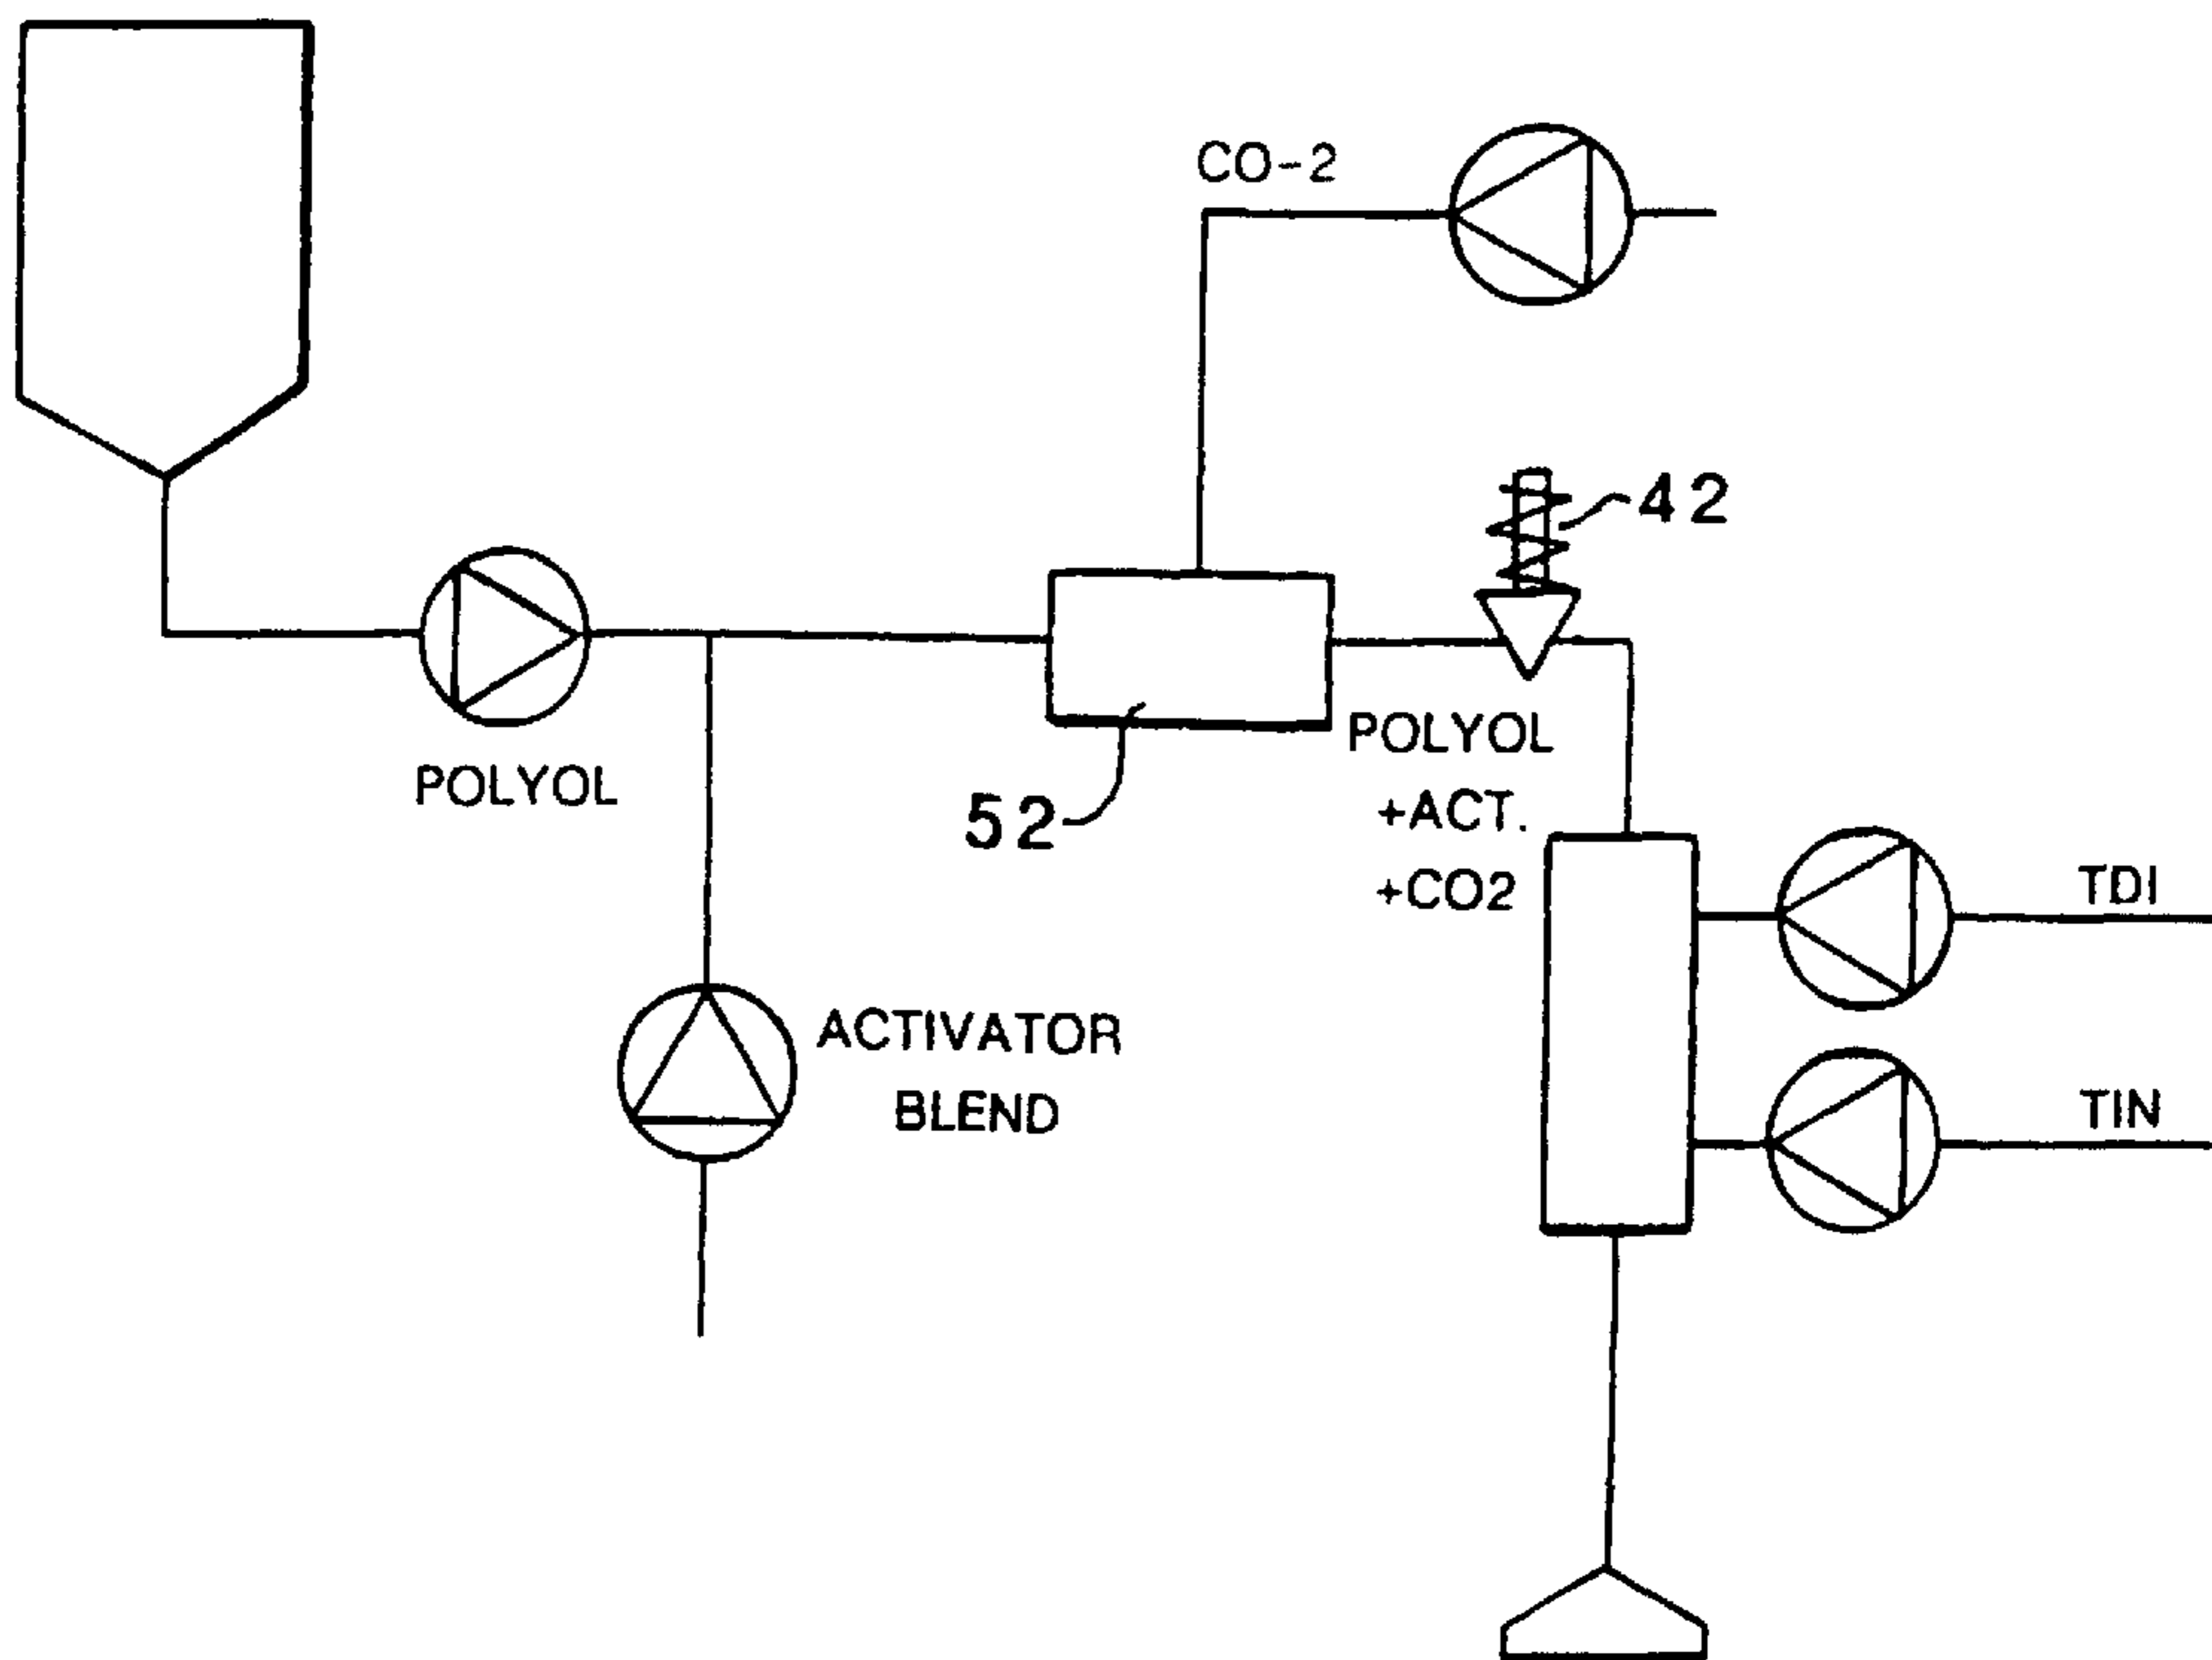 CO-2
42
POLYOL
52
POLYOL
+ACT.
+CO2
TDI
ACTIVATOR
BLEND
TIN